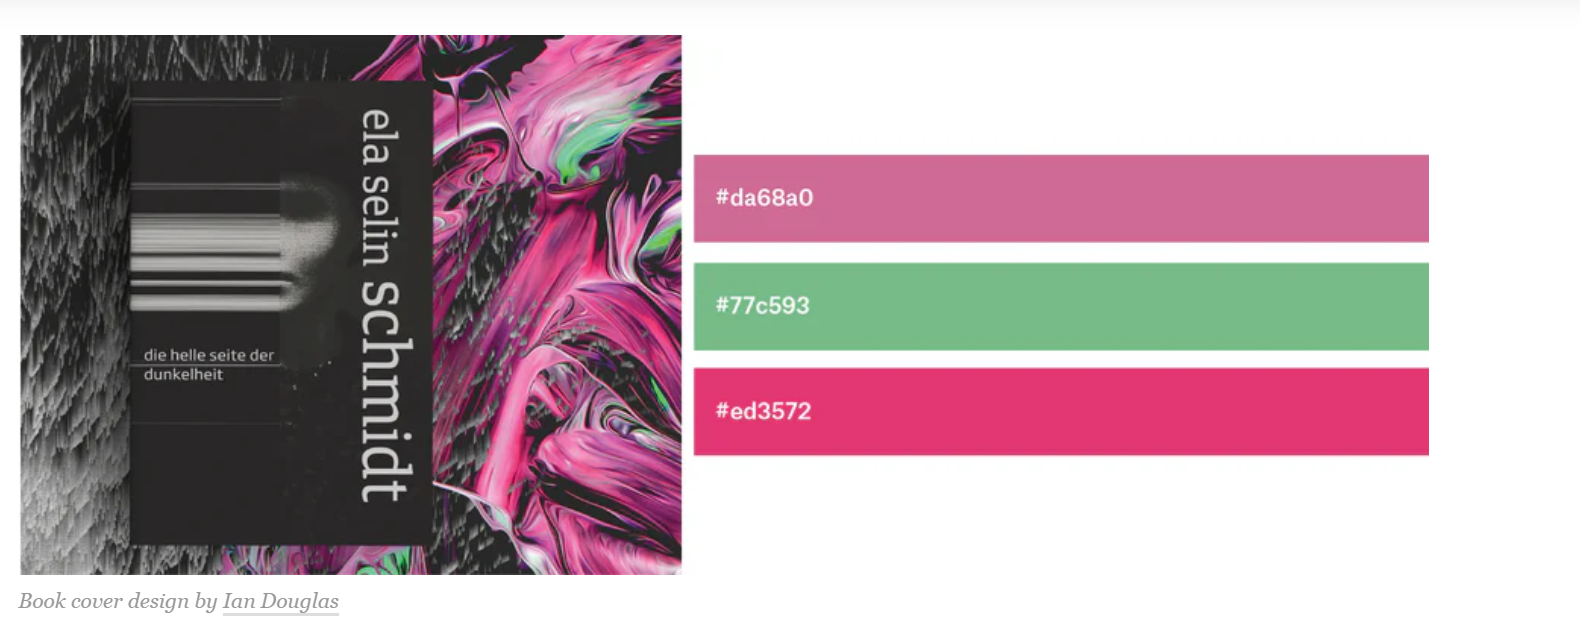 ela selin schmidt
die helle seite der
dunkelheit
#da68a0
#77c593
#ed3572
Book cover design by Ian Douglas